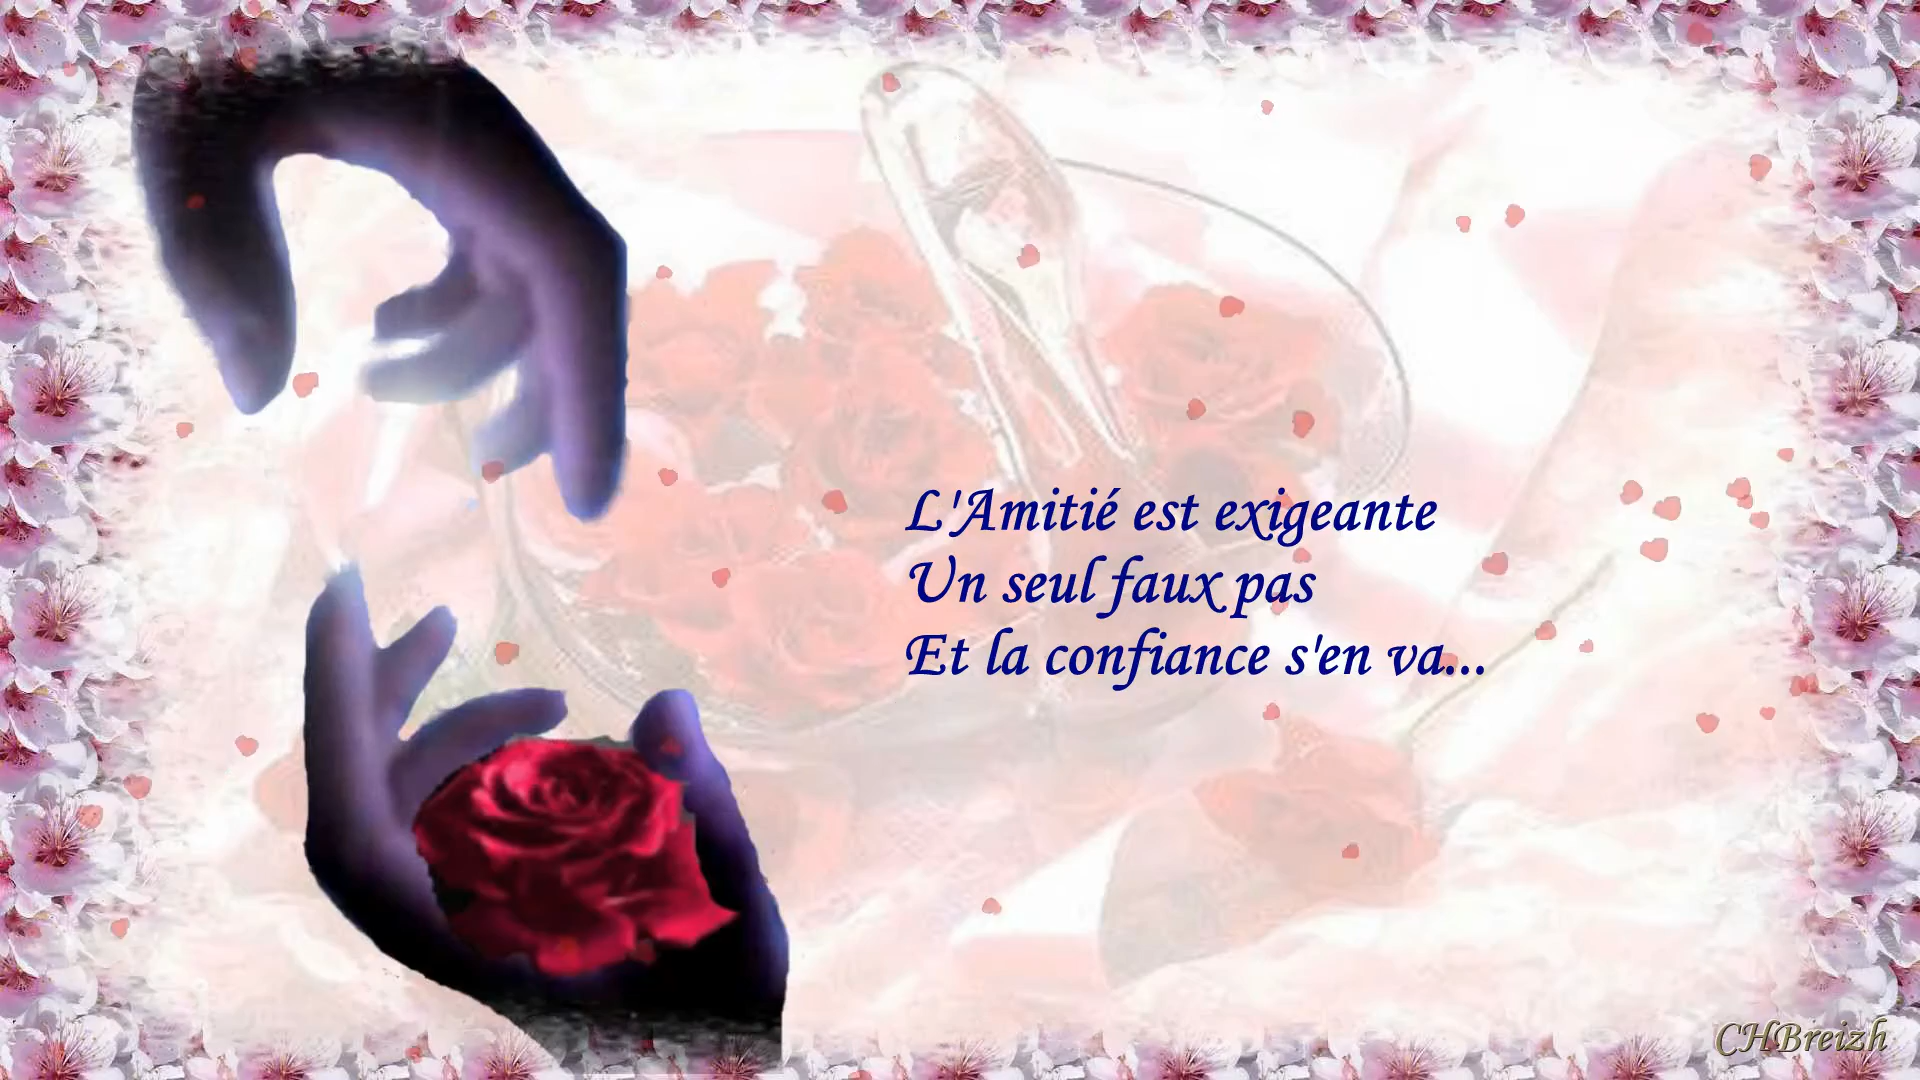 L'Amitié est exigeante
Un seul faux pas
Et la confiance s'en va...
CHBreizh